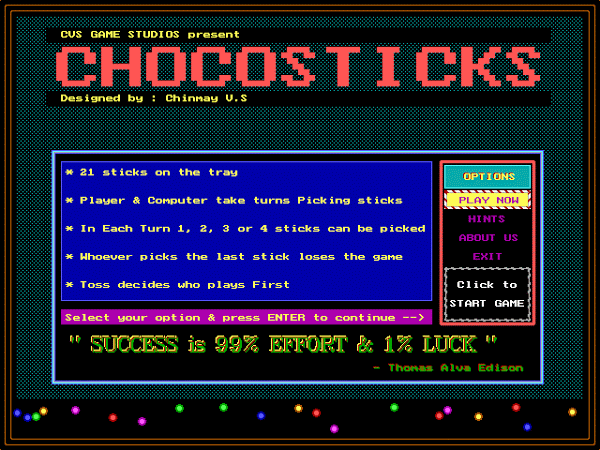 CVS GAME STUDIOS present
CHOCOSTICKS
Designed by : Chinmay V.S
* 21 sticks on the tray
* Player & Computer take turns Picking sticks
* In Each Turn 1, 2, 3 or 4 sticks can be picked
* Whoever picks the last stick loses the game
* Toss decides who plays First
Select your option & press ENTER to continue -->
OPTIONS
PLAY NOW
HINTS
ABOUT US
EXIT
Click to
START GAME
" SUCCESS is 99% EFFORT & 1% LUCK "
- Thomas Alva Edison